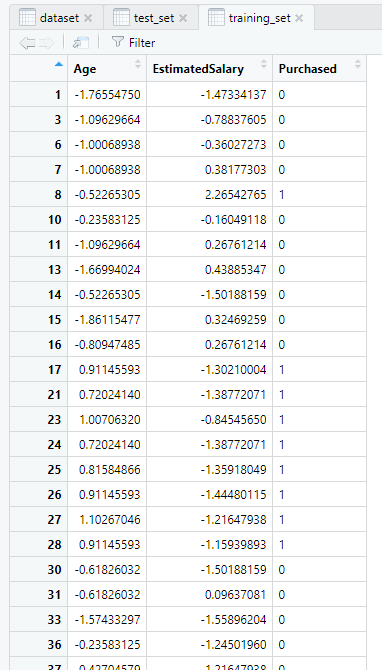 dataset test_set training_set
Filter
Age EstimatedSalary Purchased
1 -1.76554750 -1.47334137 0
3 -1.09629664 -0.78837605 0
6 -1.00068938 -0.36027273 0
7 -1.00068938 0.38177303 0
8 -0.52265305 2.26542765 1
10 -0.23583125 -0.16049118 0
11 -1.09629664 0.26761214 0
13 -1.66994024 0.43885347 0
14 -0.52265305 -1.50188159 0
15 -1.86115477 0.32469259 0
16 -0.80947485 0.26761214 0
17 0.91145593 -1.30210004 1
21 0.72024140 -1.38772071 1
23 1.00706320 -0.84545650 1
24 0.72024140 -1.38772071 1
25 0.81584866 -1.35918049 1
26 0.91145593 -1.44480115 1
27 1.10267046 -1.21647938 1
28 0.91145593 -1.15939893 1
30 -0.61826032 -1.50188159 0
31 -0.61826032 0.09637081 0
33 -1.57433297 -1.55896204 0
36 -0.23583125 -1.24501960 0
37 -0.42704579 -1.21647938 0